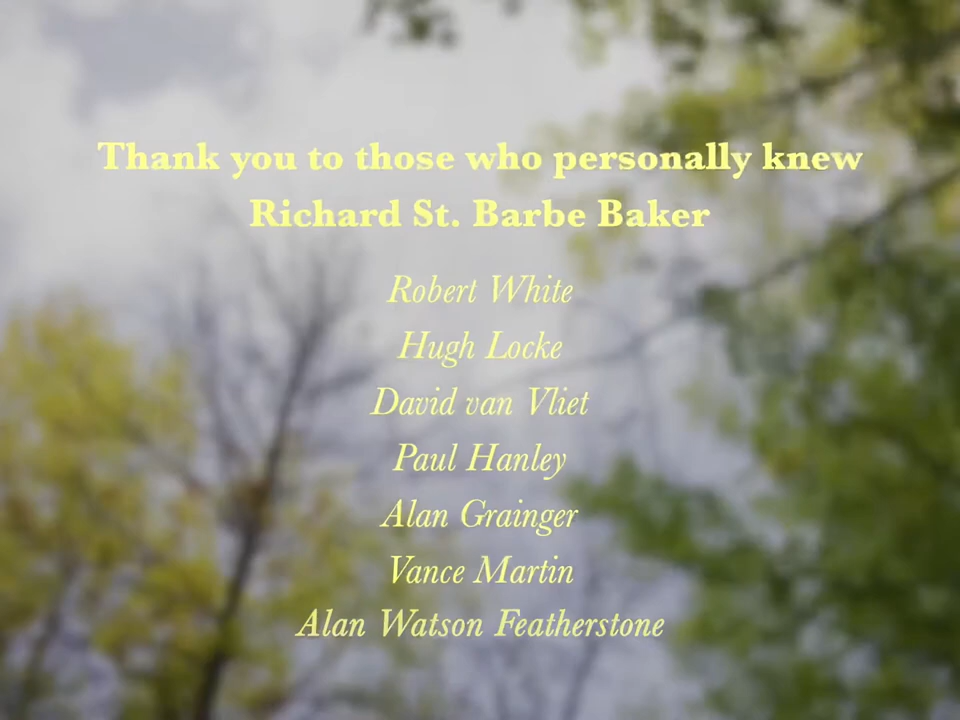 Thank you to those who personally knew
Richard St. Barbe Baker
Robert White
Hugh Locke
David van Vliet
Paul Hanley
Alan Grainger
Vance Martin
Alan Watson Featherstone